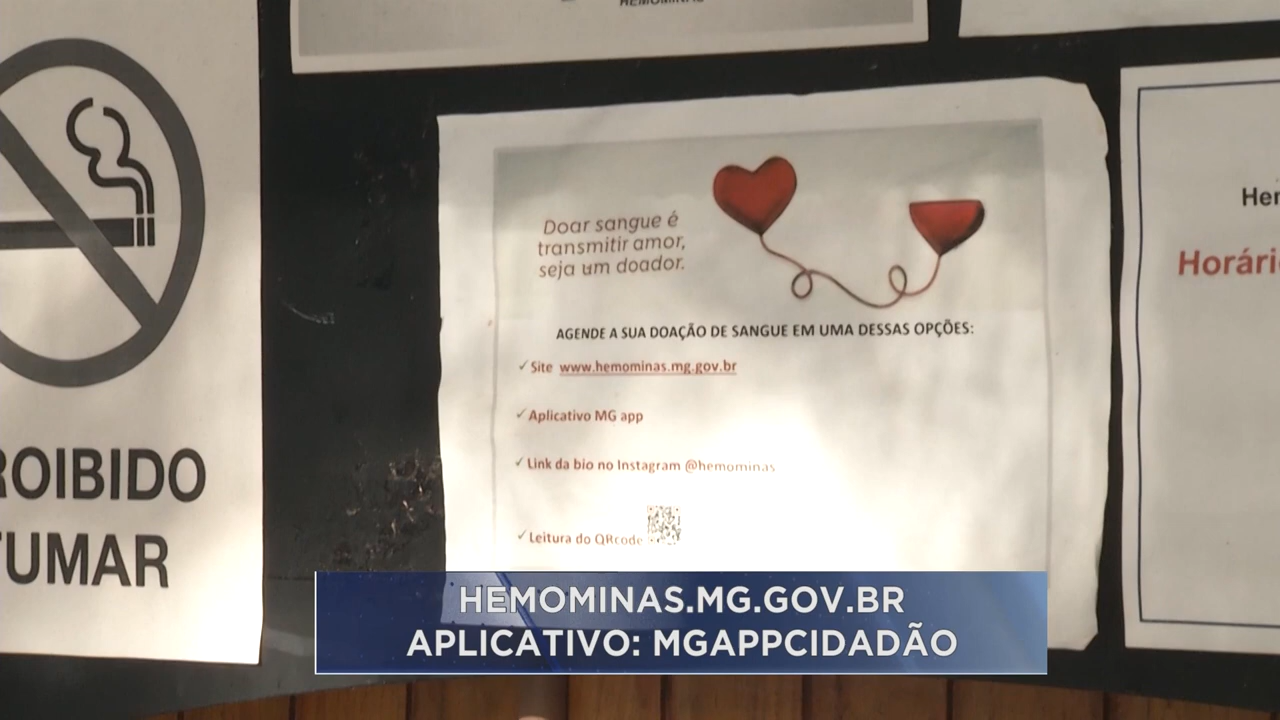 HEMOMINAS
ROIBIDO
FUMAR
Doar sangue é
transmitir amor,
seja um doador.
AGENDE A SUA DOAÇÃO DE SANGUE EM UMA DESSAS OPÇÕES:
✓ Site www.hemominas.mg.gov.br
✓ Aplicativo MG app
✓ Link da bio no Instagram @hemominas
✓ Leitura do QRcode
Hen
Horári
HEMOMINAS.MG.GOV.BR
APLICATIVO: MGAPPCIDADÃO